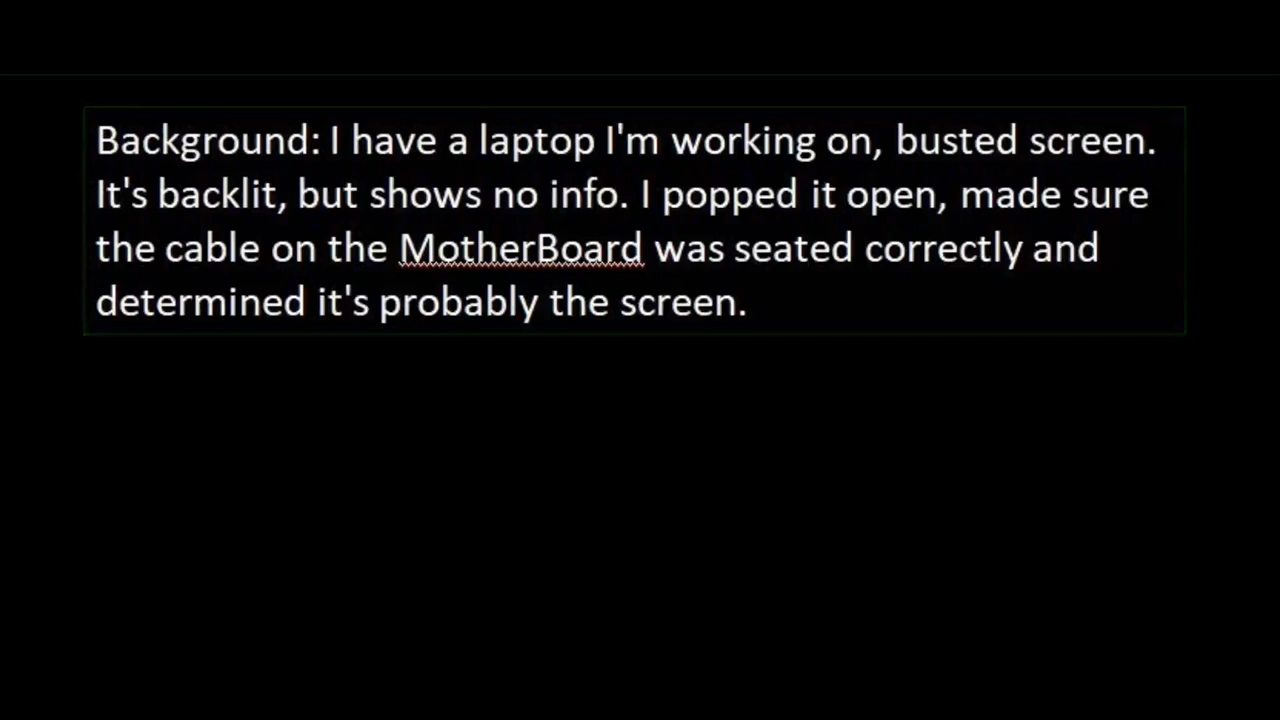 Background: I have a laptop I'm working on, busted screen.
It's backlit, but shows no info. I popped it open, made sure
the cable on the MotherBoard was seated correctly and
determined it's probably the screen.